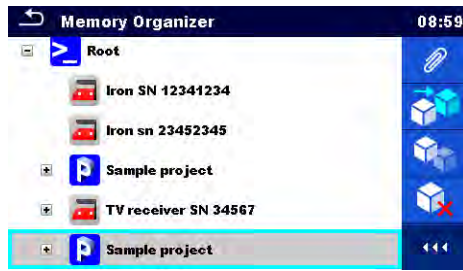 Memory Organizer 08:59
Root
Iron SN 12341234
Iron sn 23452345
Sample project
TV receiver SN 34567
Sample project